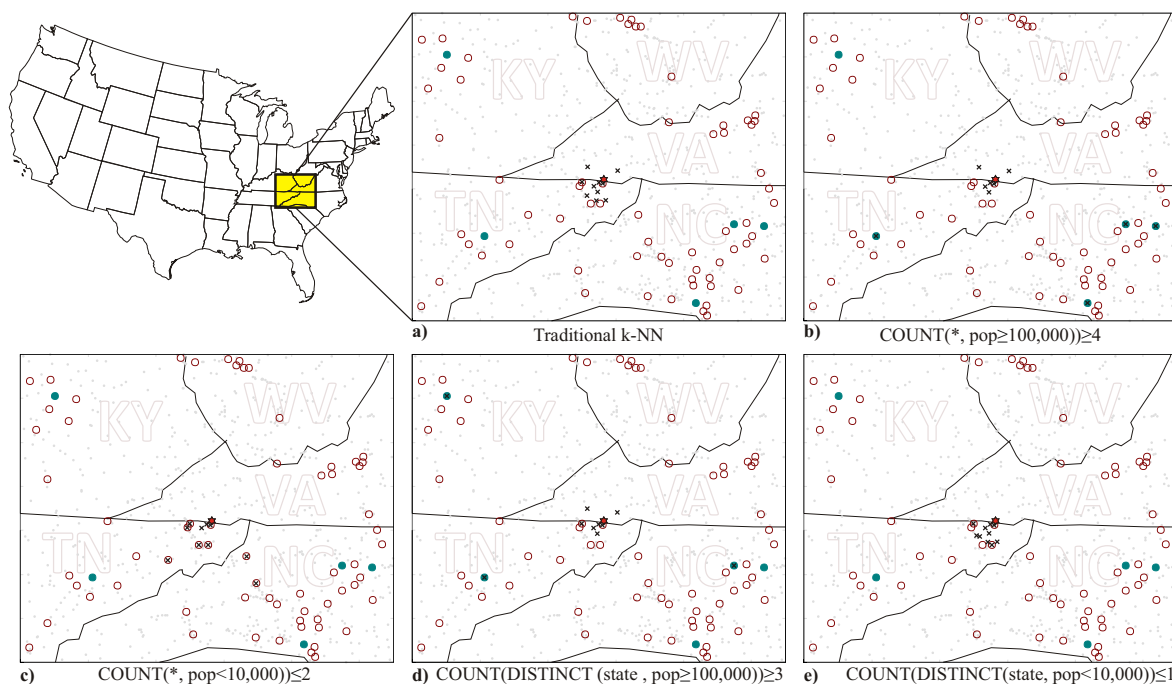 KY
WV
VA
TN
NC
a)
Traditional k-NN
KY
WV
VA
TN
NC
b)
COUNT(*, pop≥100,000))≥4
KY
WV
VA
TN
NC
c)
COUNT(*, pop<10,000))≤2
KY
WV
VA
TN
NC
d)
COUNT(DISTINCT (state , pop≥100,000))≥3
KY
WV
VA
TN
NC
e)
COUNT(DISTINCT(state, pop<10,000))≤1